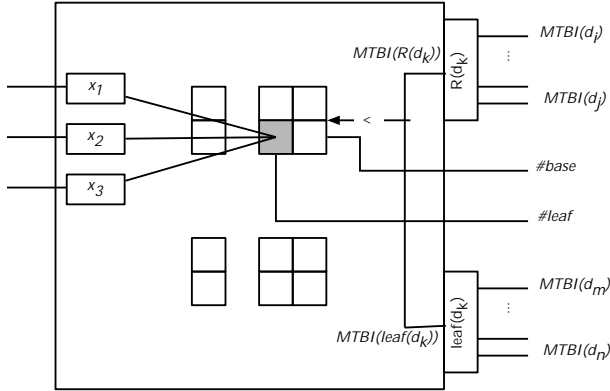 MTBI(R(dk))
R(dk)
MTBI(di)
⋮
MTBI(dj)
x1
x2
x3
<
#base
#leaf
MTBI(leaf(dk))
leaf(dk)
MTBI(dm)
⋮
MTBI(dn)